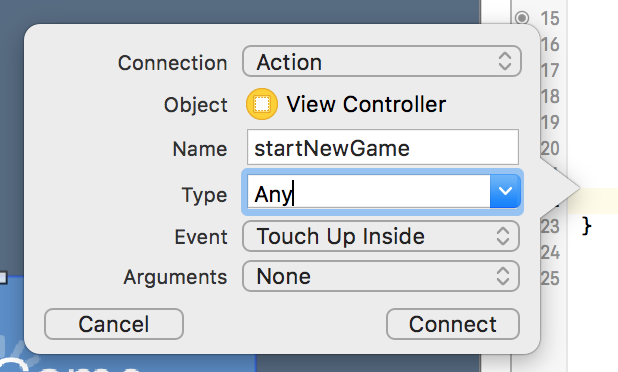 Connection Action
Object View Controller
Name startNewGame
Type Any
Event Touch Up Inside
Arguments None
Cancel Connect
15
16
17
18
19
20
23 }
24
25